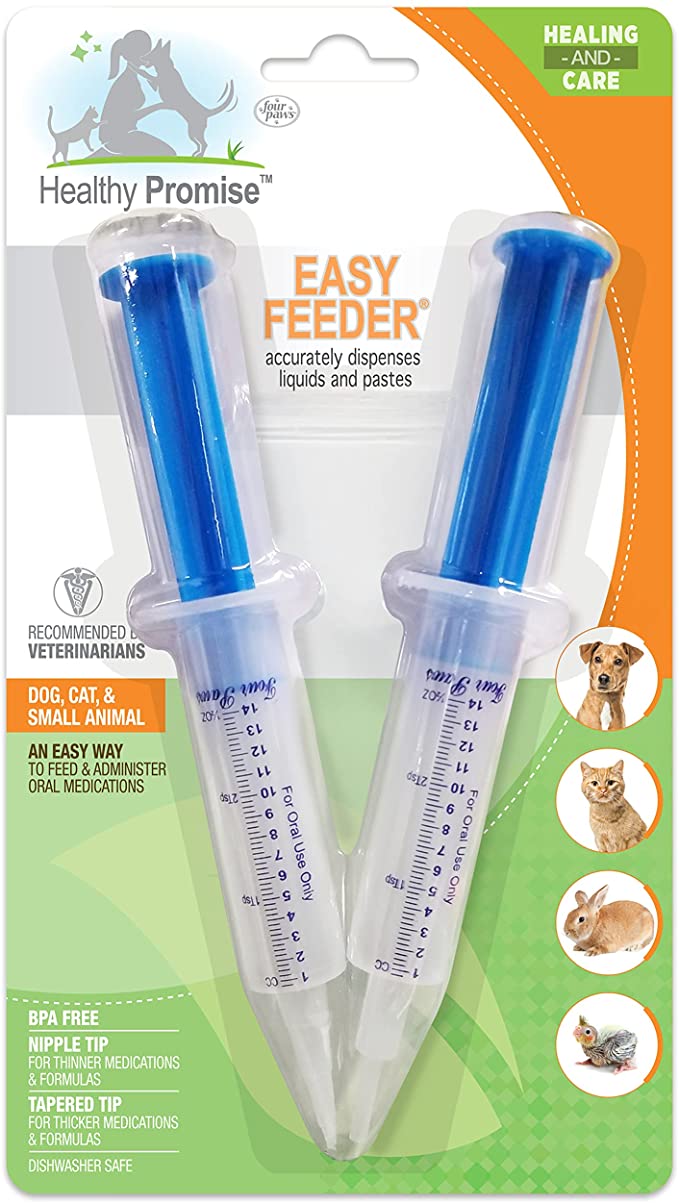 HEALING
-AND-
CARE
four
paws
Healthy Promise™
EASY
FEEDER®
accurately dispenses
liquids and pastes
RECOMMENDED
VETERINARIANS
DOG, CAT, &
SMALL ANIMAL
AN EASY WAY
TO FEED & ADMINISTER
ORAL MEDICATIONS
Four Paws
½OZ
14
13
12
11
2Tsp
10
9
8
7
6
5
1Tsp
4
3
2
1
CC
For Oral Use Only
Four Paws
½OZ
14
13
12
11
2Tsp
10
9
8
7
6
5
1Tsp
4
3
2
1
CC
For Oral Use Only
BPA FREE
NIPPLE TIP
FOR THINNER MEDICATIONS
& FORMULAS
TAPERED TIP
FOR THICKER MEDICATIONS
& FORMULAS
DISHWASHER SAFE